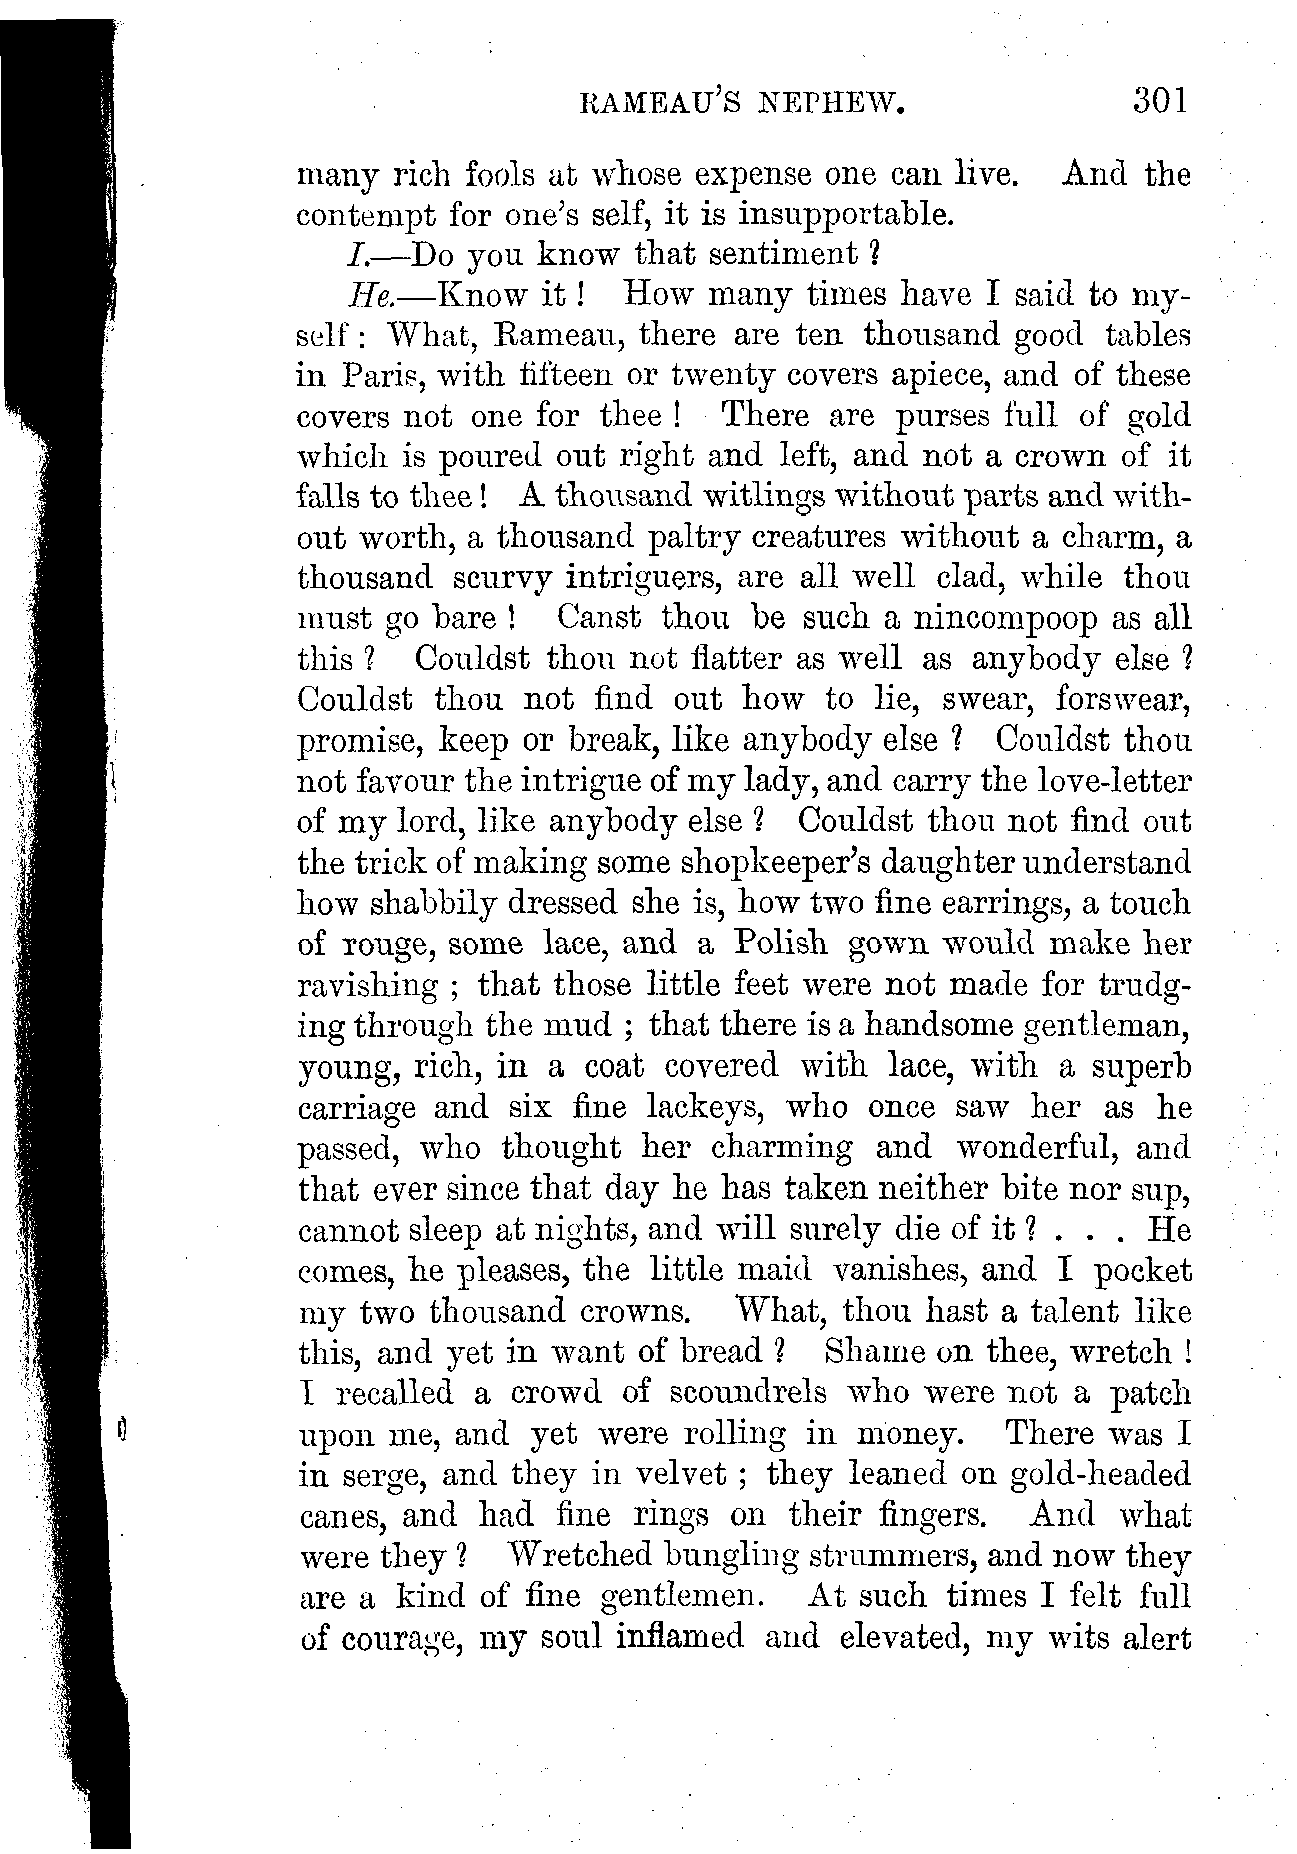 RAMEAU'S NEPHEW. 301
many rich fools at whose expense one can live. And the
contempt for one's self, it is insupportable.
I.—Do you know that sentiment ?
He.—Know it ! How many times have I said to my-
self : What, Rameau, there are ten thousand good tables
in Paris, with fifteen or twenty covers apiece, and of these
covers not one for thee ! There are purses full of gold
which is poured out right and left, and not a crown of it
falls to thee ! A thousand witlings without parts and with-
out worth, a thousand paltry creatures without a charm, a
thousand scurvy intriguers, are all well clad, while thou
must go bare ! Canst thou be such a nincompoop as all
this ? Couldst thou not flatter as well as anybody else ?
Couldst thou not find out how to lie, swear, forswear,
promise, keep or break, like anybody else ? Couldst thou
not favour the intrigue of my lady, and carry the love-letter
of my lord, like anybody else ? Couldst thou not find out
the trick of making some shopkeeper's daughter understand
how shabbily dressed she is, how two fine earrings, a touch
of rouge, some lace, and a Polish gown would make her
ravishing ; that those little feet were not made for trudg-
ing through the mud ; that there is a handsome gentleman,
young, rich, in a coat covered with lace, with a superb
carriage and six fine lackeys, who once saw her as he
passed, who thought her charming and wonderful, and
that ever since that day he has taken neither bite nor sup,
cannot sleep at nights, and will surely die of it ? . . . He
comes, he pleases, the little maid vanishes, and I pocket
my two thousand crowns. What, thou hast a talent like
this, and yet in want of bread ? Shame on thee, wretch !
I recalled a crowd of scoundrels who were not a patch
upon me, and yet were rolling in money. There was I
in serge, and they in velvet ; they leaned on gold-headed
canes, and had fine rings on their fingers. And what
were they ? Wretched bungling strummers, and now they
are a kind of fine gentlemen. At such times I felt full
of courage, my soul inflamed and elevated, my wits alert